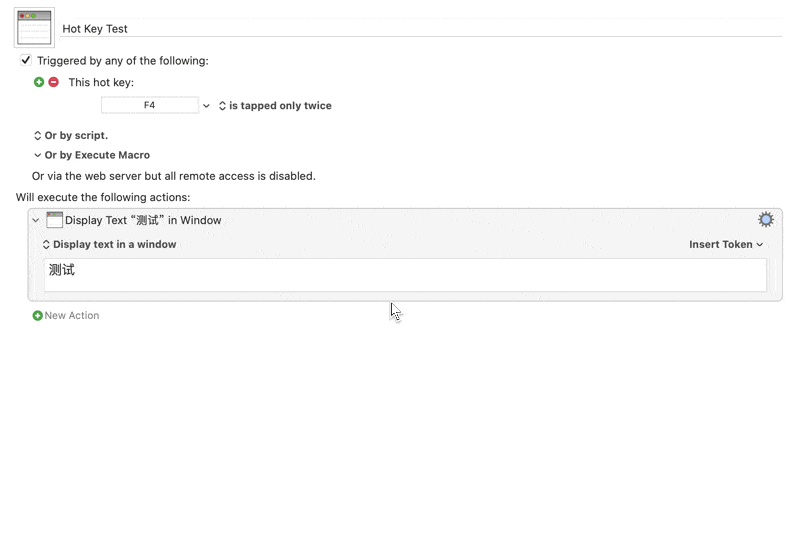 Hot Key Test
Triggered by any of the following:
This hot key:
F4 is tapped only twice
Or by script.
Or by Execute Macro
Or via the web server but all remote access is disabled.
Will execute the following actions:
Display Text “测试” in Window
Display text in a window Insert Token
测试
New Action